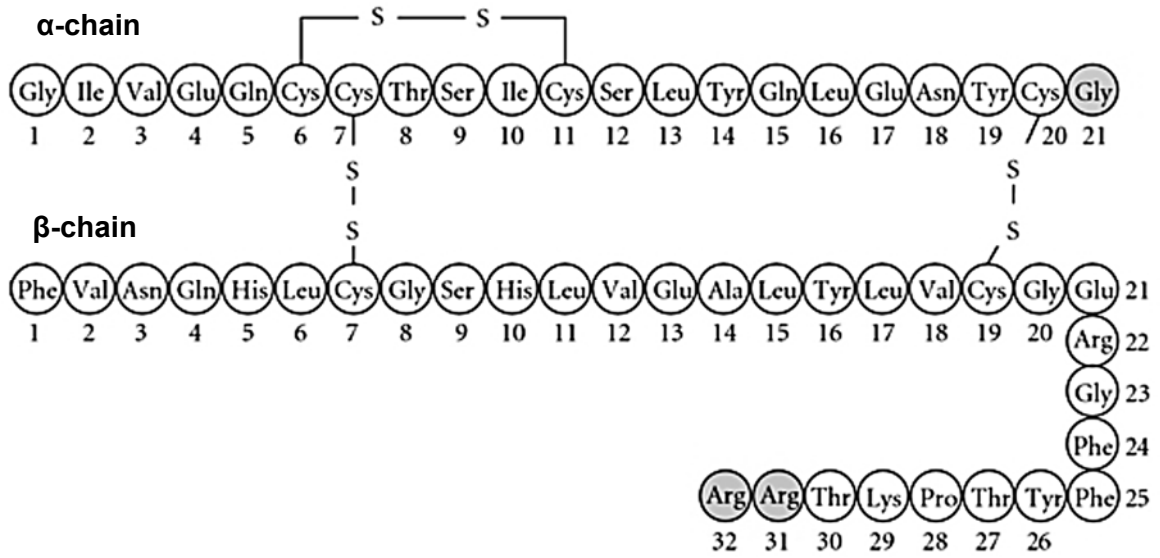 S S
α-chain
Gly Ile Val Glu Gln Cys Cys Thr Ser Ile Cys Ser Leu Tyr Gln Leu Glu Asn Tyr Cys Gly
1 2 3 4 5 6 7 8 9 10 11 12 13 14 15 16 17 18 19 20 21
S S
β-chain
S S
Phe Val Asn Gln His Leu Cys Gly Ser His Leu Val Glu Ala Leu Tyr Leu Val Cys Gly Glu 21
1 2 3 4 5 6 7 8 9 10 11 12 13 14 15 16 17 18 19 20
Arg 22
Gly 23
Phe 24
Arg Arg Thr Lys Pro Thr Tyr Phe 25
32 31 30 29 28 27 26